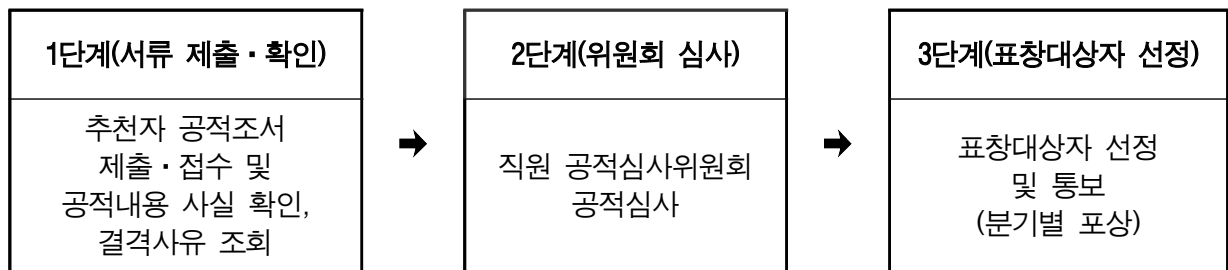 1단계(서류 제출·확인)
추천자 공적조서
제출·접수 및
공적내용 사실 확인,
결격사유 조회
2단계(위원회 심사)
직원 공적심사위원회
공적심사
3단계(표창대상자 선정)
표창대상자 선정
및 통보
(분기별 포상)